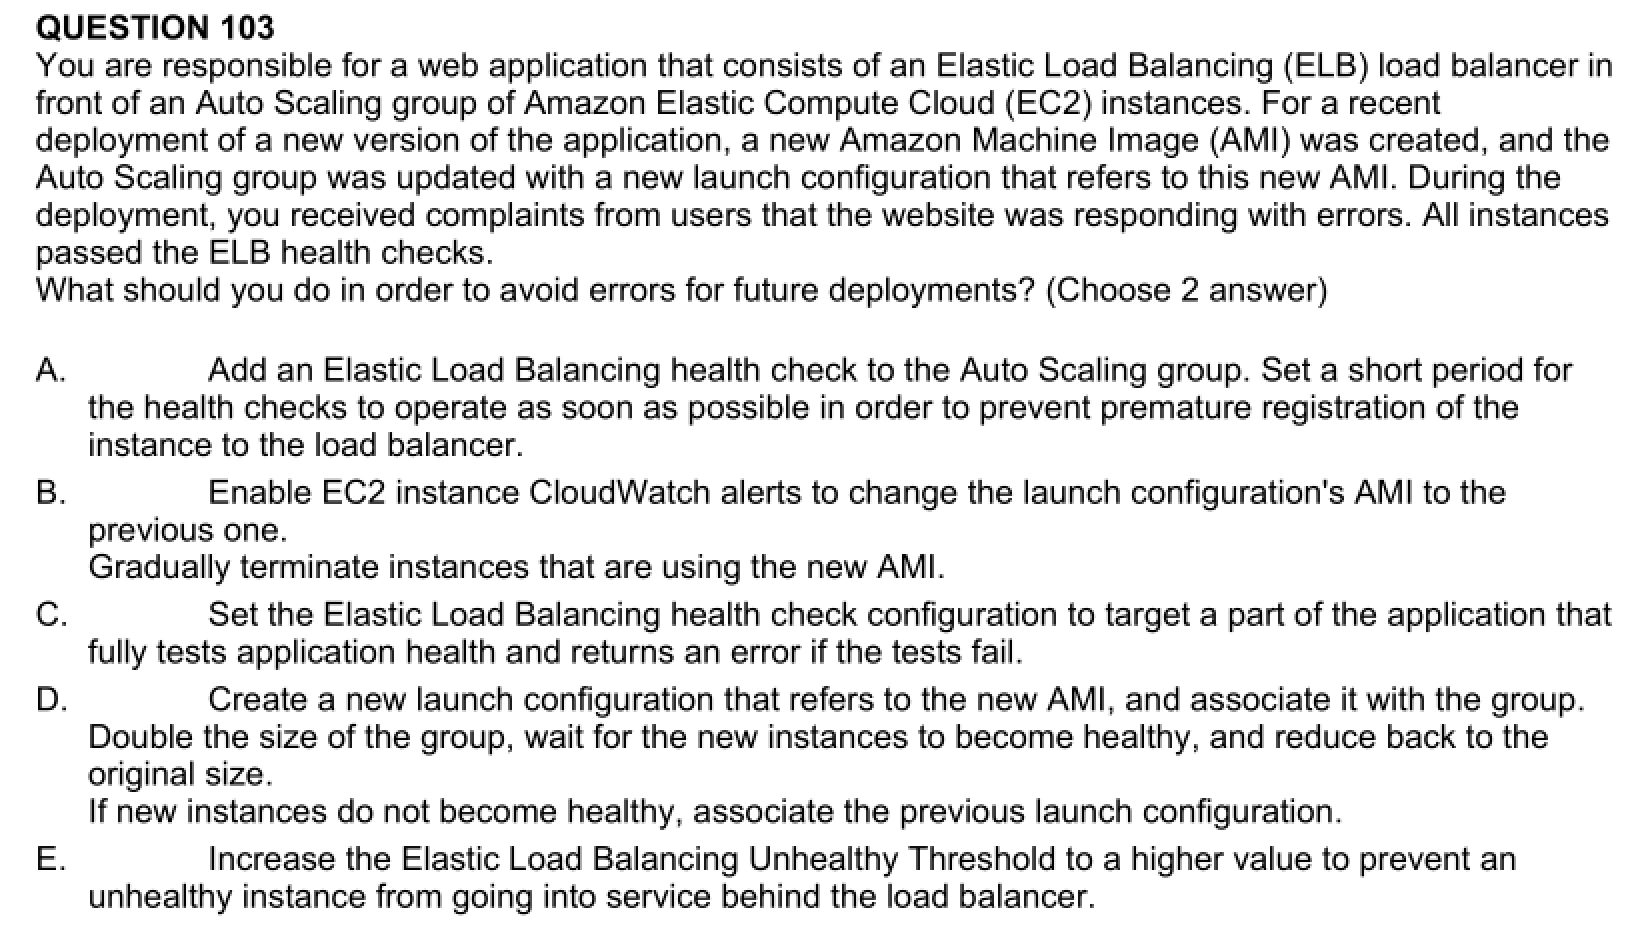 QUESTION 103
You are responsible for a web application that consists of an Elastic Load Balancing (ELB) load balancer in
front of an Auto Scaling group of Amazon Elastic Compute Cloud (EC2) instances. For a recent
deployment of a new version of the application, a new Amazon Machine Image (AMI) was created, and the
Auto Scaling group was updated with a new launch configuration that refers to this new AMI. During the
deployment, you received complaints from users that the website was responding with errors. All instances
passed the ELB health checks.
What should you do in order to avoid errors for future deployments? (Choose 2 answer)
A. Add an Elastic Load Balancing health check to the Auto Scaling group. Set a short period for
the health checks to operate as soon as possible in order to prevent premature registration of the
instance to the load balancer.
B. Enable EC2 instance CloudWatch alerts to change the launch configuration's AMI to the
previous one.
Gradually terminate instances that are using the new AMI.
C. Set the Elastic Load Balancing health check configuration to target a part of the application that
fully tests application health and returns an error if the tests fail.
D. Create a new launch configuration that refers to the new AMI, and associate it with the group.
Double the size of the group, wait for the new instances to become healthy, and reduce back to the
original size.
If new instances do not become healthy, associate the previous launch configuration.
E. Increase the Elastic Load Balancing Unhealthy Threshold to a higher value to prevent an
unhealthy instance from going into service behind the load balancer.